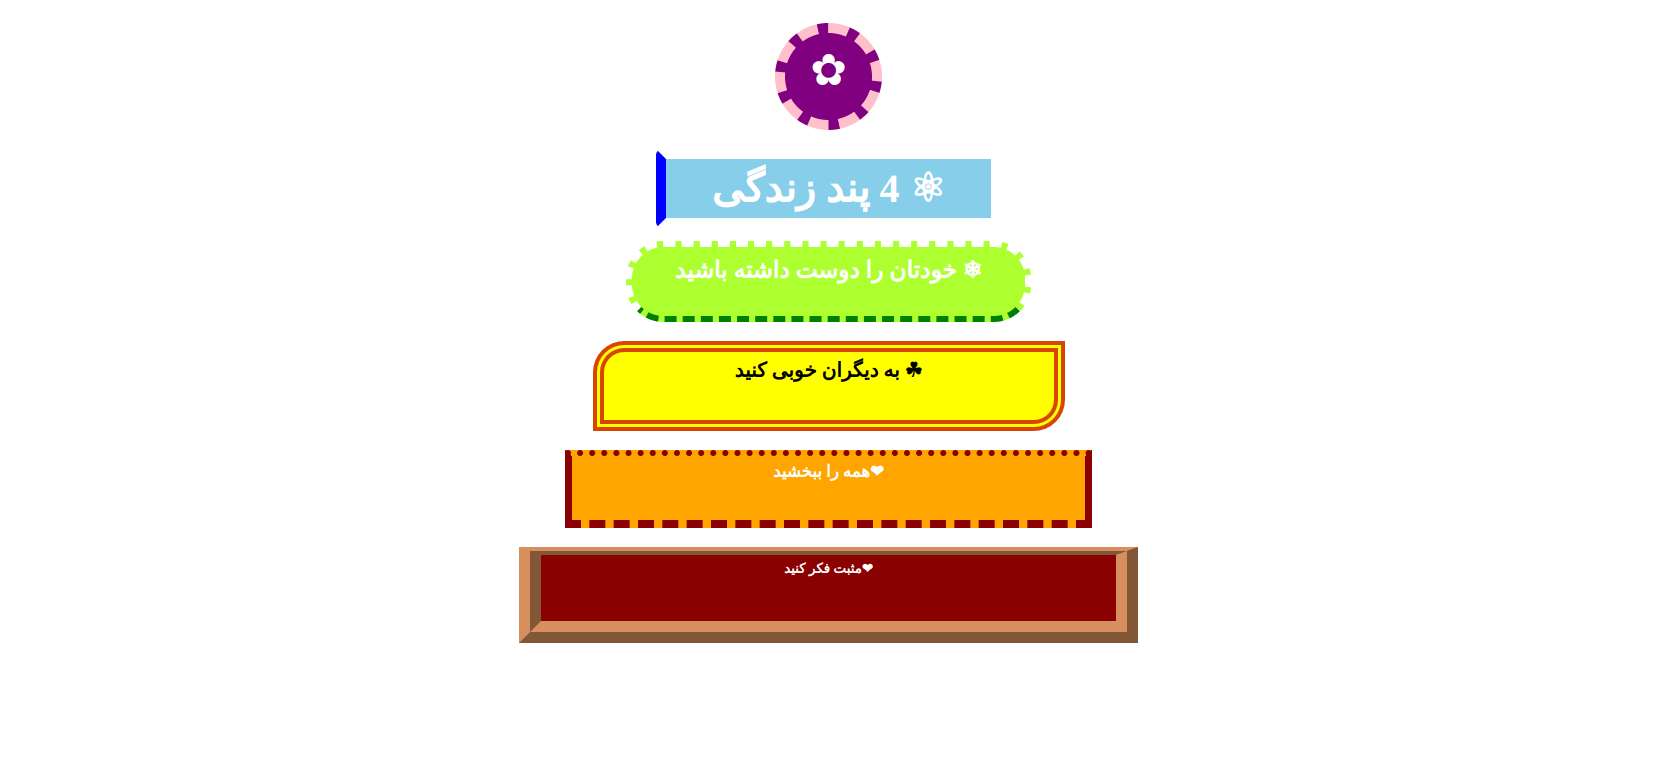 ✿
⚛ 4 پند زندگی
❄ خودتان را دوست داشته باشید
☘ به دیگران خوبی کنید
❤همه را ببخشید
❤مثبت فکر کنید